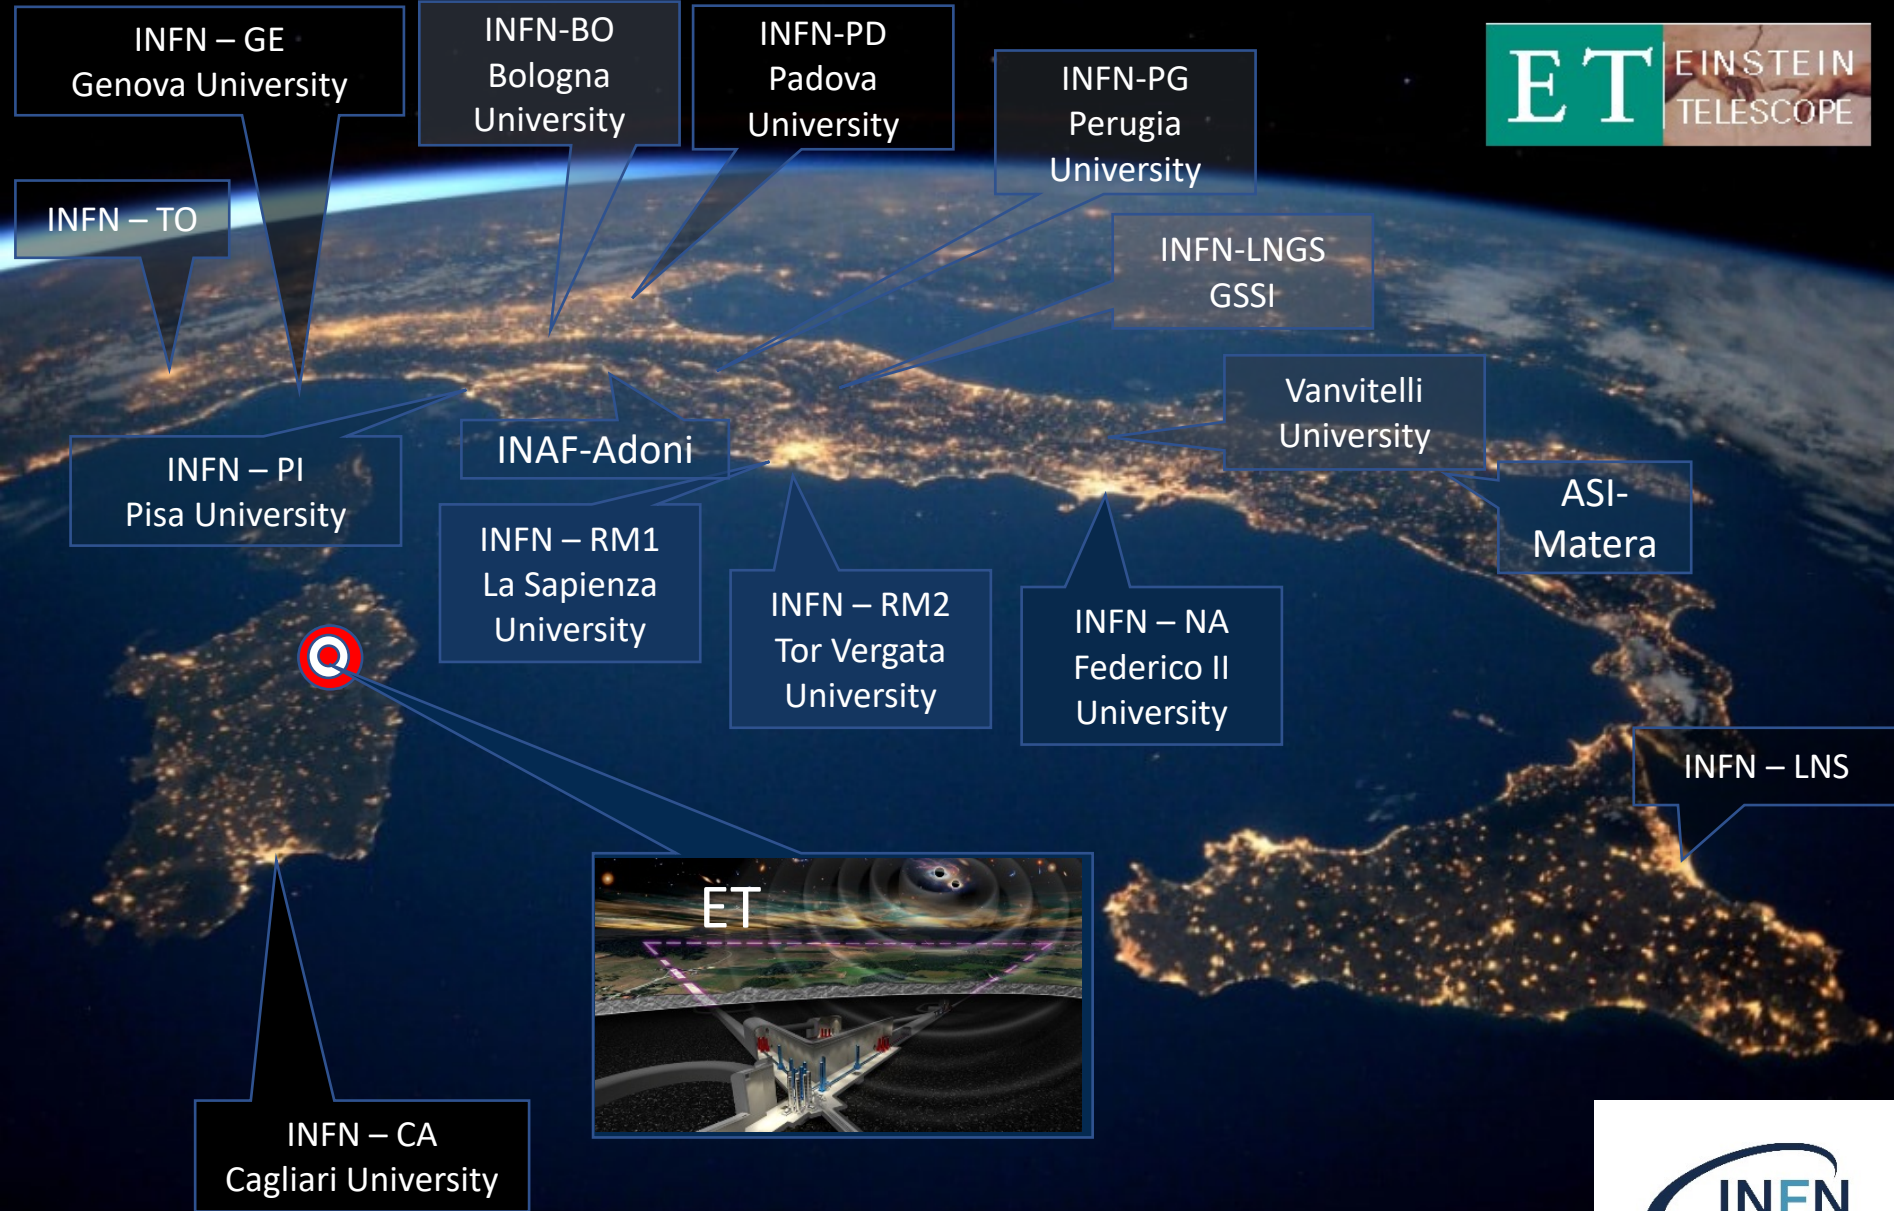 INFN – GE
Genova University
INFN-BO
Bologna
University
INFN-PD
Padova
University
INFN-PG
Perugia
University
ET
EINSTEIN
TELESCOPE
INFN – TO
INFN-LNGS
GSSI
Vanvitelli
University
INAF-Adoni
INFN – PI
Pisa University
ASI-
Matera
INFN – RM1
La Sapienza
University
INFN – RM2
Tor Vergata
University
INFN – NA
Federico II
University
INFN – LNS
ET
INFN – CA
Cagliari University
INFN